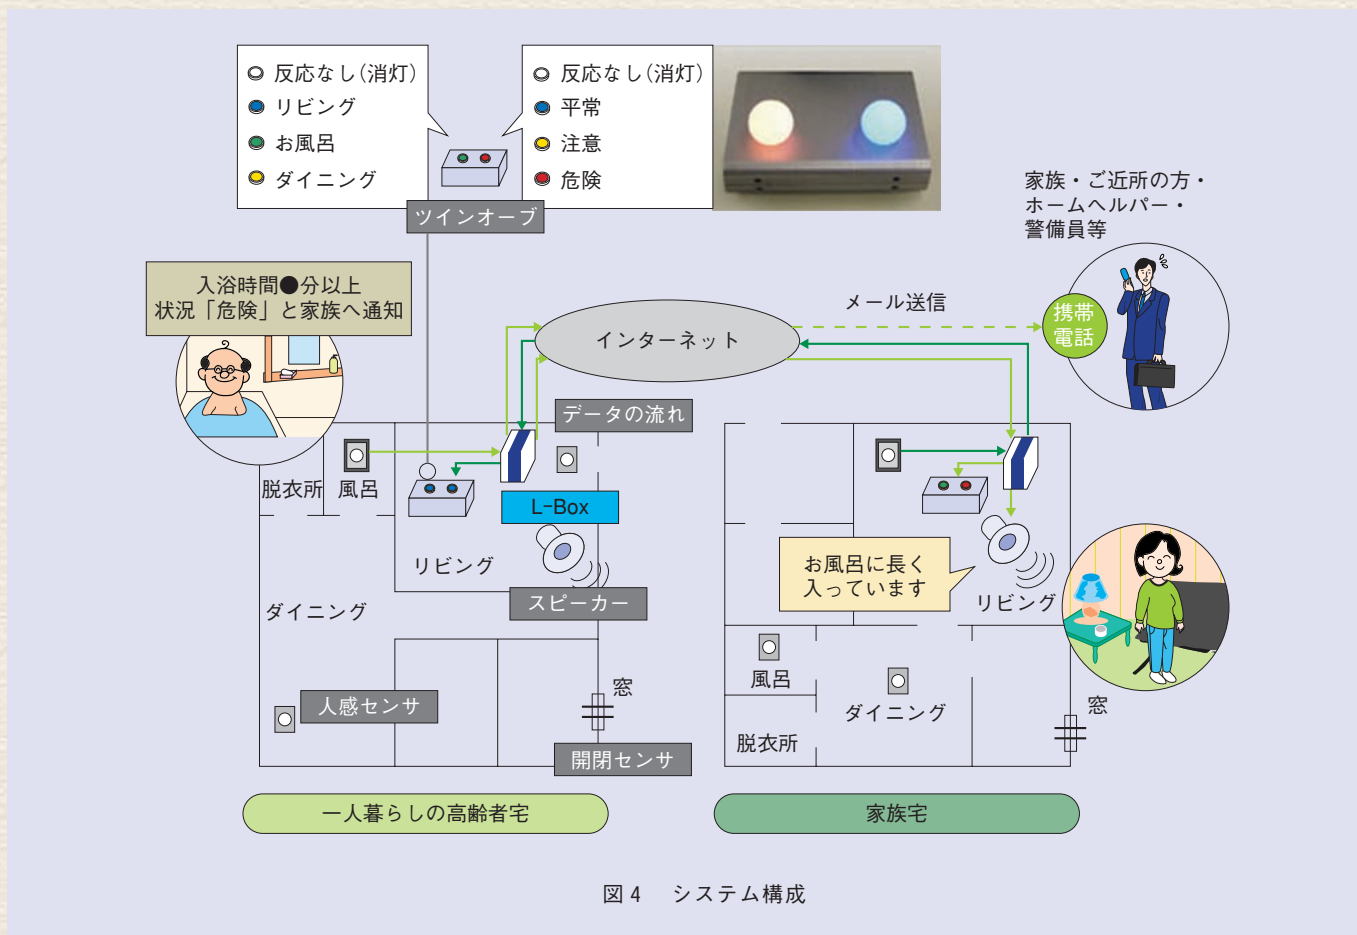 反応なし(消灯)
リビング
お風呂
ダイニング
反応なし(消灯)
平常
注意
危険
ツインオーブ
家族・ご近所の方・
ホームヘルパー・
警備員等
入浴時間●分以上
状況「危険」と家族へ通知
インターネット
メール送信
携帯
電話
データの流れ
脱衣所
風呂
L-Box
リビング
スピーカー
ダイニング
人感センサ
窓
開閉センサ
一人暮らしの高齢者宅
お風呂に長く
入っています
リビング
風呂
ダイニング
脱衣所
窓
家族宅
図4 システム構成